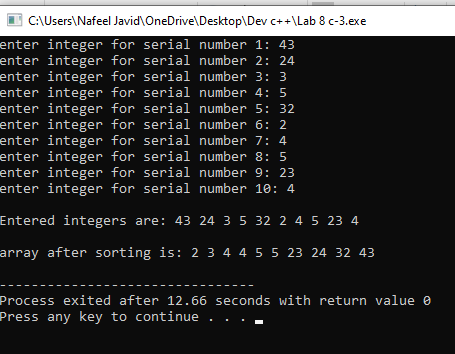 C:\Users\Nafeel Javid\OneDrive\Desktop\Dev c++\Lab 8 c-3.exe
enter integer for serial number 1: 43
enter integer for serial number 2: 24
enter integer for serial number 3: 3
enter integer for serial number 4: 5
enter integer for serial number 5: 32
enter integer for serial number 6: 2
enter integer for serial number 7: 4
enter integer for serial number 8: 5
enter integer for serial number 9: 23
enter integer for serial number 10: 4
Entered integers are: 43 24 3 5 32 2 4 5 23 4
array after sorting is: 2 3 4 4 5 5 23 24 32 43
--------------------------------
Process exited after 12.66 seconds with return value 0
Press any key to continue . . .